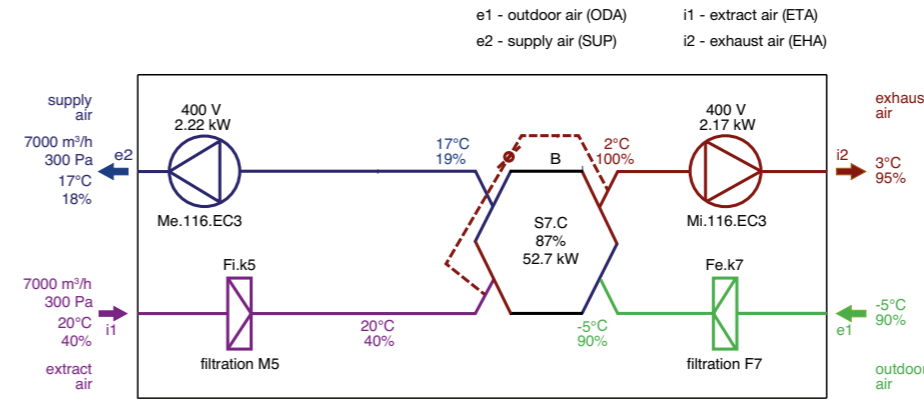 e1 - outdoor air (ODA)
i1 - extract air (ETA)
e2 - supply air (SUP)
i2 - exhaust air (EHA)
supply
air
7000 m³/h
300 Pa
17°C
18%
e2
400 V
2.22 kW
Me.116.EC3
17°C
19%
B
2°C
100%
400 V
2.17 kW
Mi.116.EC3
exhaus
air
i2
3°C
95%
S7.C
87%
52.7 kW
7000 m³/h
300 Pa
20°C
40%
i1
extract
air
Fi.k5
filtration M5
20°C
40%
-5°C
90%
Fe.k7
filtration F7
-5°C
90%
e1
outdoor
air